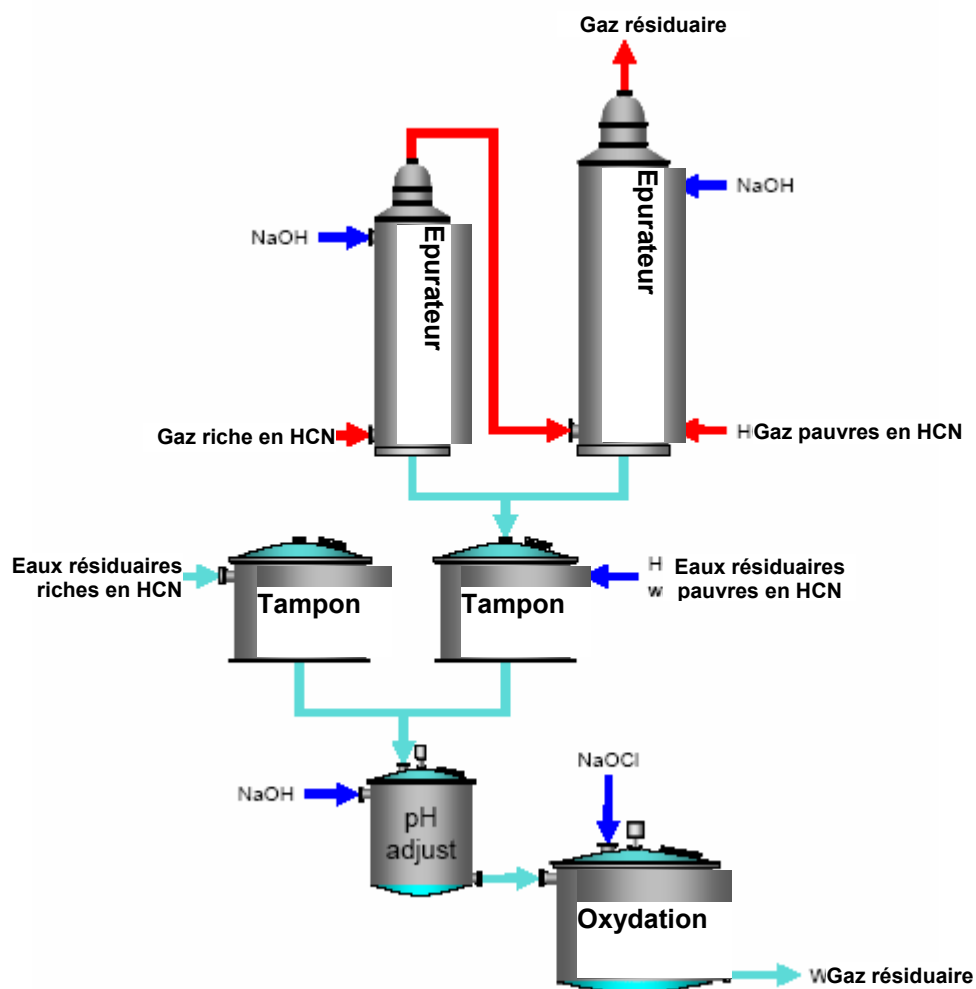 Gaz résiduaire
NaOH
Epurateur
Epurateur
NaOH
Gaz riche en HCN
H Gaz pauvres en HCN
Eaux résiduaires
riches en HCN
Tampon
Tampon
H Eaux résiduaires
w pauvres en HCN
NaOH
pH
adjust
NaOCl
Oxydation
W Gaz résiduaire